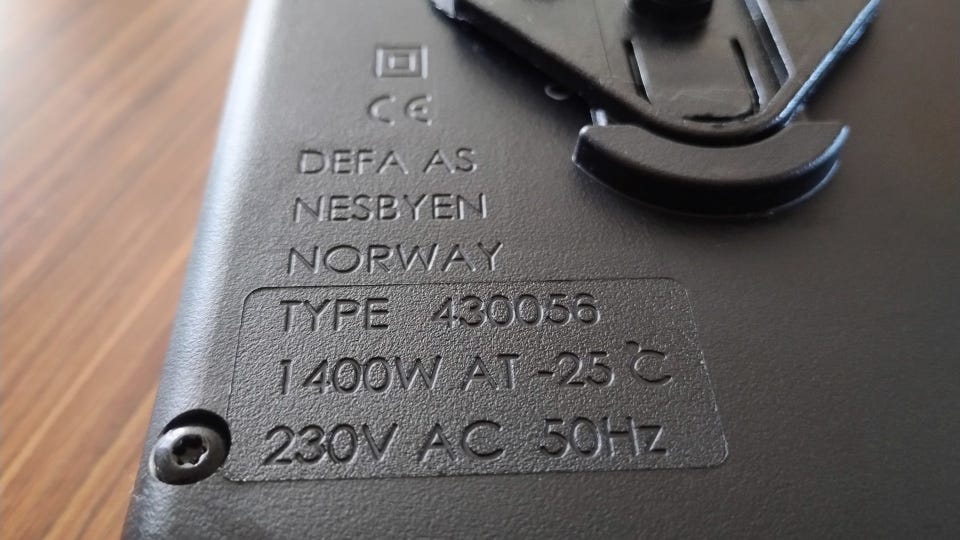 CE
DEFA AS
NESBYEN
NORWAY
TYPE 430056
1400W AT -25°C
230V AC 50Hz